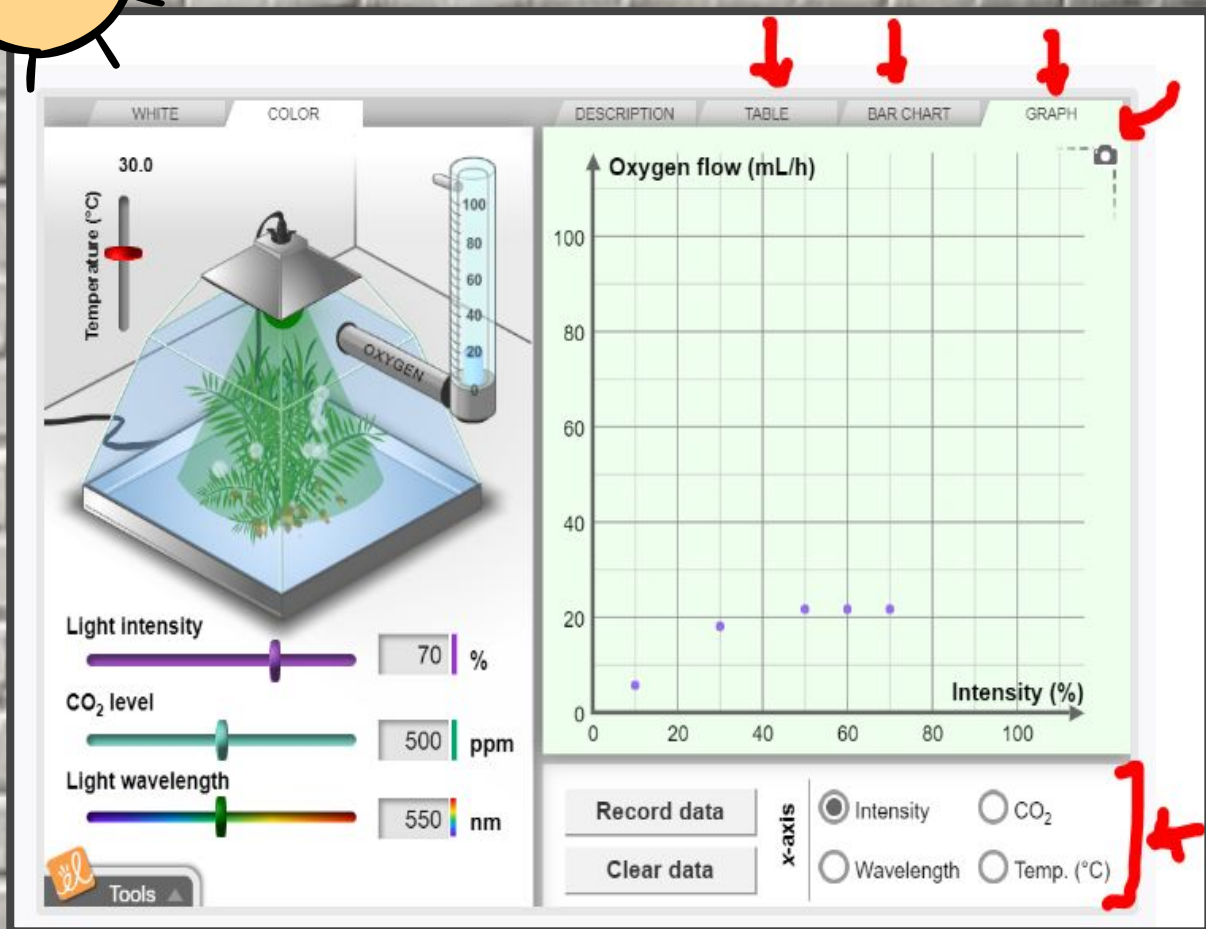 WHITE COLOR
DESCRIPTION TABLE BAR CHART GRAPH
30.0
Temperature (°C)
100
80
60
40
20
0
OXYGEN
Oxygen flow (mL/h)
100
80
60
40
20
0
0 20 40 60 80 100
Intensity (%)
Light intensity
70 %
CO₂ level
500 ppm
Light wavelength
550 nm
Tools
Record data
Clear data
x-axis
Intensity CO₂
Wavelength Temp. (°C)